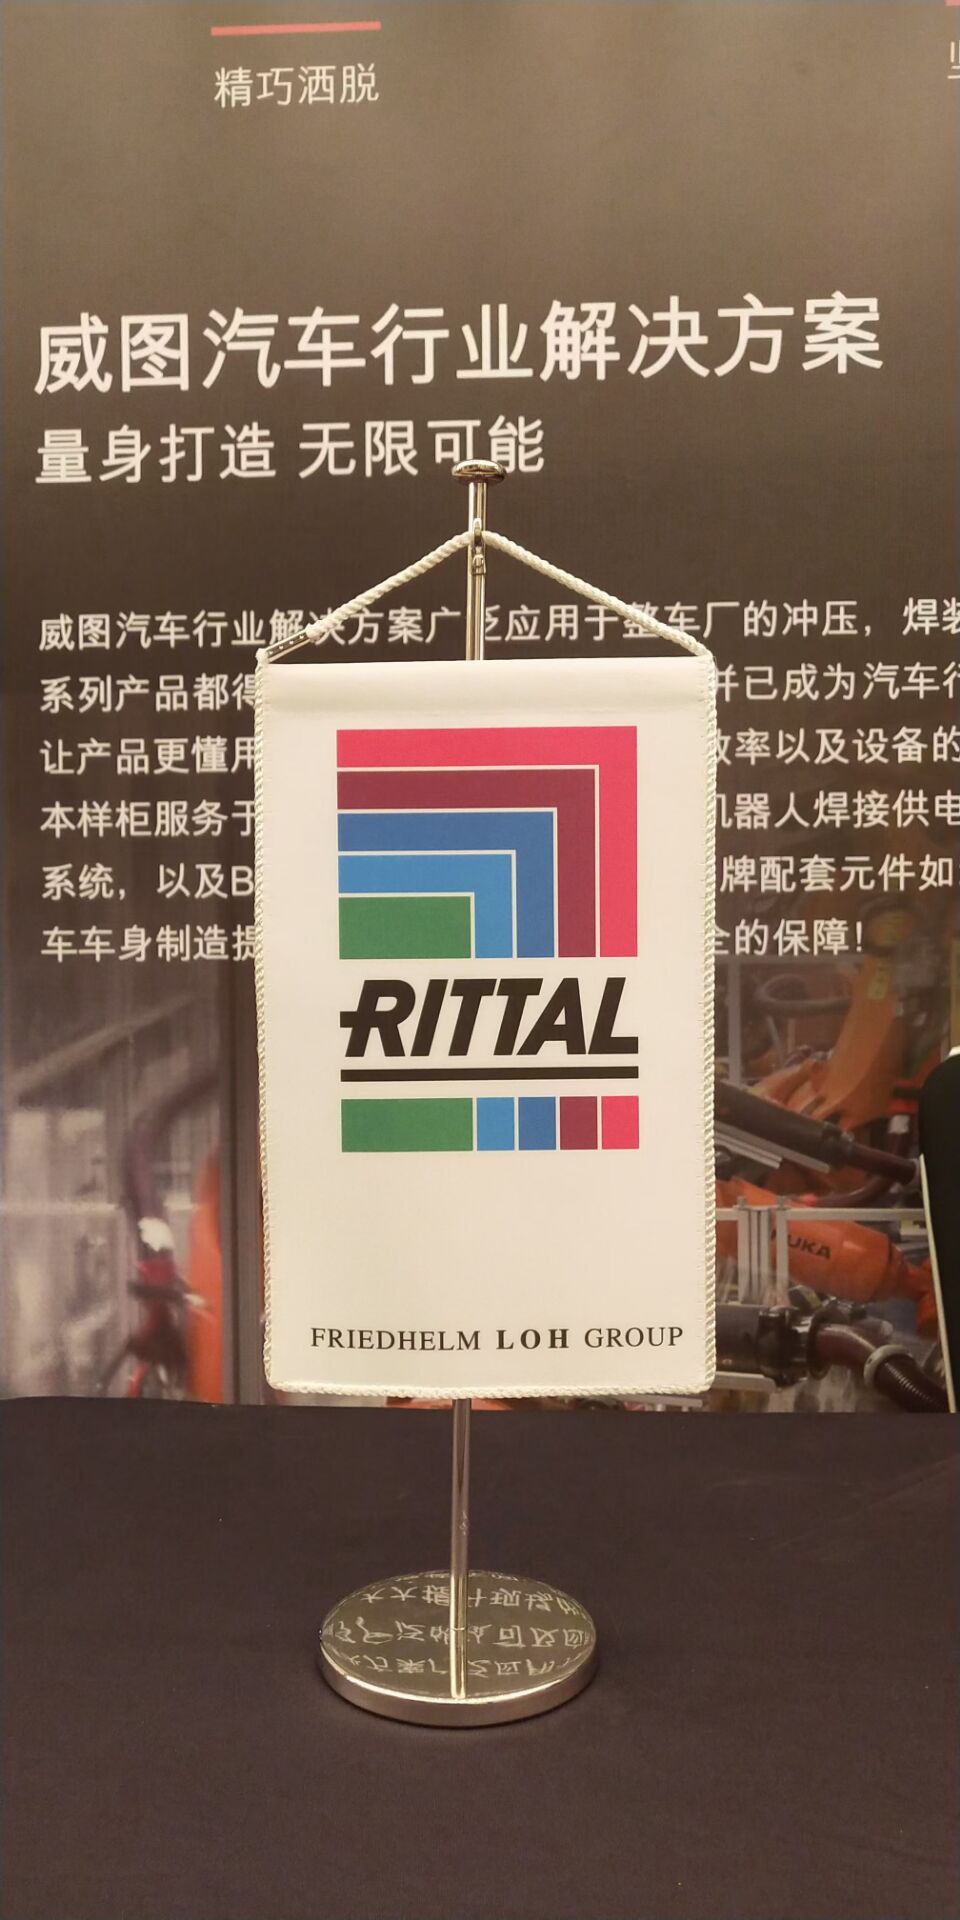 精巧洒脱
威图汽车行业解决方案
量身打造 无限可能
威图汽车行业解决方案广泛应用于整车厂的冲压，焊装
系列产品都得 并已成为汽车行
让产品更懂用 效率以及设备的
本样柜服务于 机器人焊接供电
系统，以及B 牌配套元件如
车车身制造提 全的保障！
RITTAL
KUKA
FRIEDHELM LOH GROUP